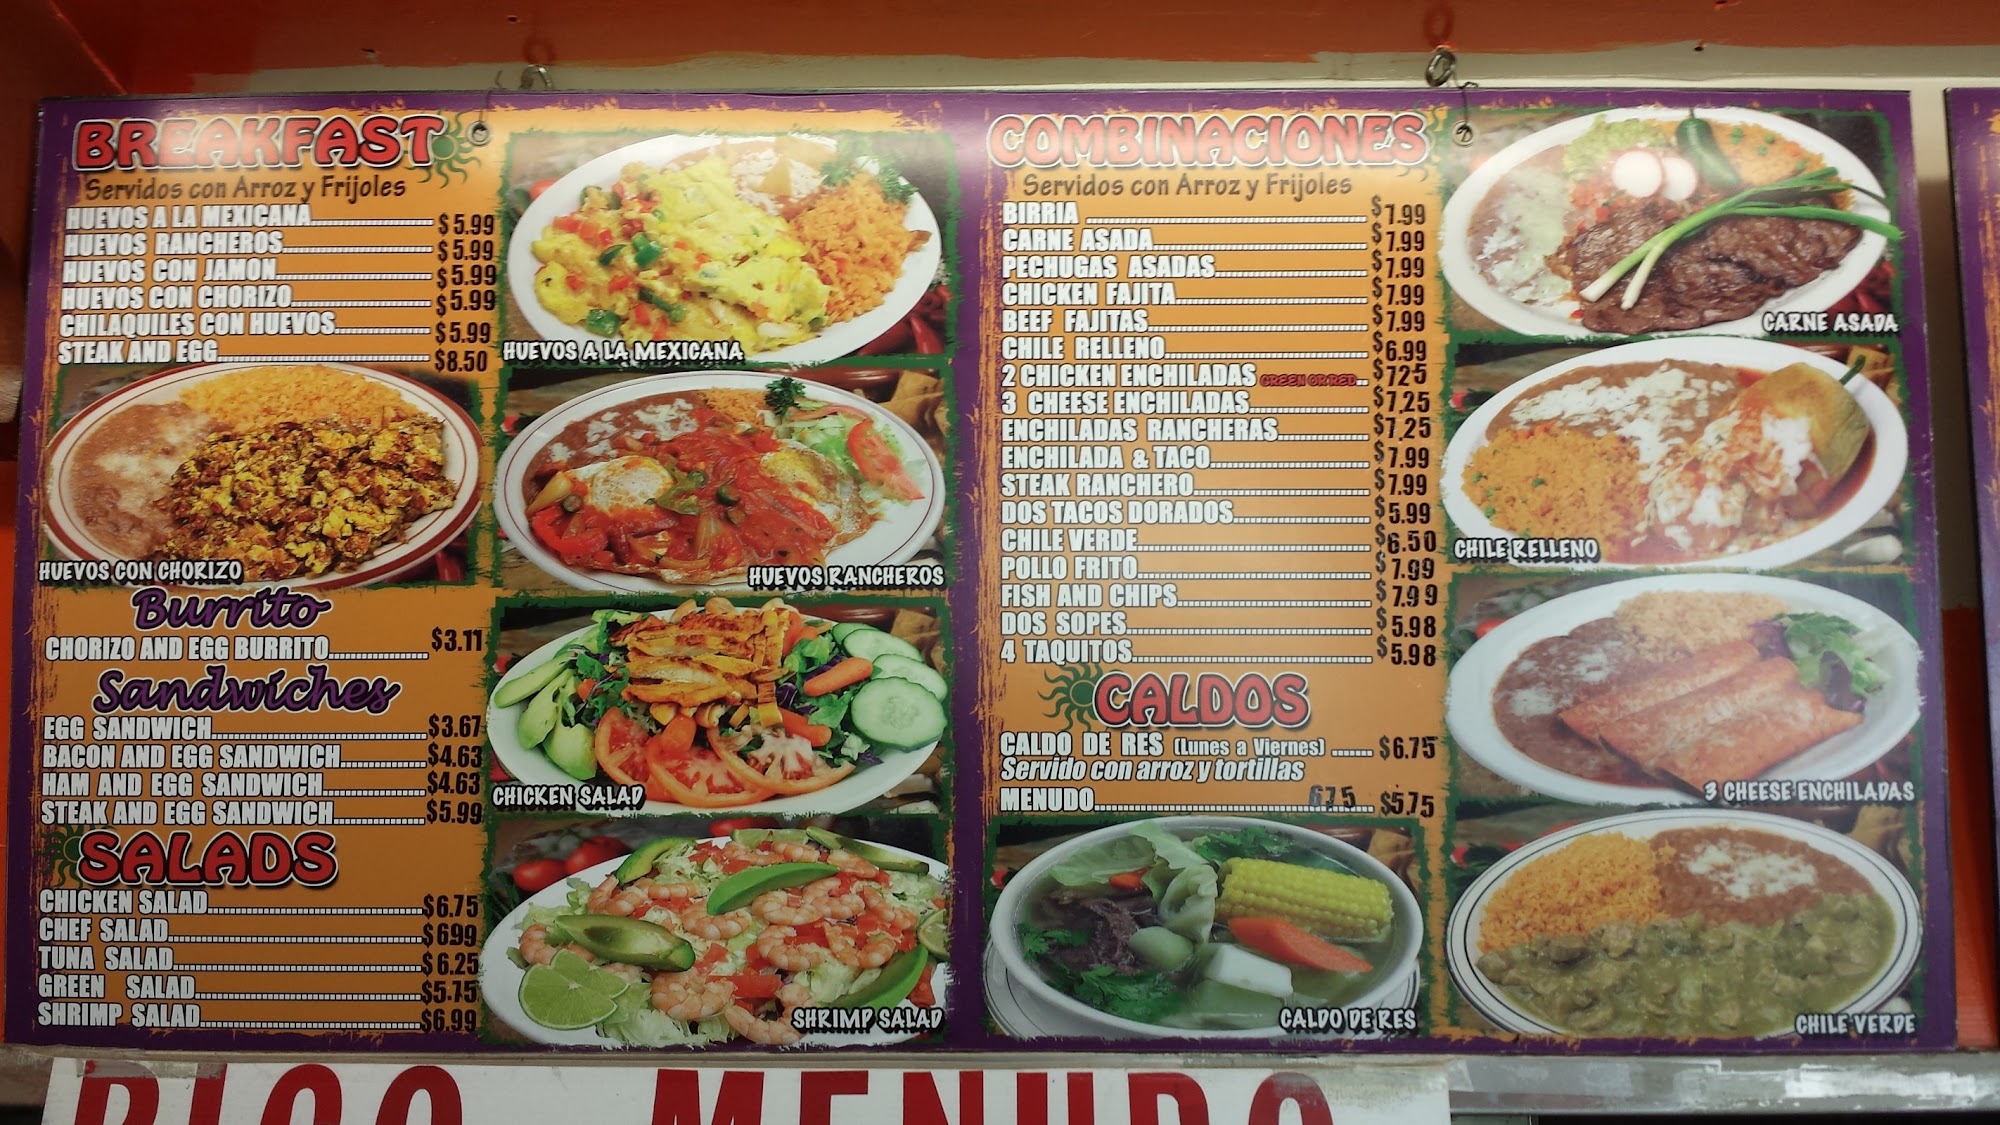 BREAKFAST
Servidos con Arroz y Frijoles
HUEVOS A LA MEXICANA $5.99
HUEVOS RANCHEROS $5.99
HUEVOS CON JAMON $5.99
HUEVOS CON CHORIZO $5.99
CHILAQUILES CON HUEVOS $5.99
STEAK AND EGG $8.50
HUEVOS CON CHORIZO
Burrito
CHORIZO AND EGG BURRITO $3.11
Sandwiches
EGG SANDWICH $3.67
BACON AND EGG SANDWICH $4.63
HAM AND EGG SANDWICH $4.63
STEAK AND EGG SANDWICH $5.99
SALADS
CHICKEN SALAD $6.75
CHEF SALAD $699
TUNA SALAD $6.25
GREEN SALAD $5.75
SHRIMP SALAD $6.99
HUEVOS A LA MEXICANA
HUEVOS RANCHEROS
CHICKEN SALAD
SHRIMP SALAD
COMBINACIONES
Servidos con Arroz y Frijoles
BIRRIA $7.99
CARNE ASADA $7.99
PECHUGAS ASADAS $7.99
CHICKEN FAJITA $7.99
BEEF FAJITAS $7.99
CHILE RELLENO $6.99
2 CHICKEN ENCHILADAS GREEN OR RED $725
3 CHEESE ENCHILADAS $7,25
ENCHILADAS RANCHERAS $7,25
ENCHILADA & TACO $7.99
STEAK RANCHERO $7.99
DOS TACOS DORADOS $5.99
CHILE VERDE $6.50
POLLO FRITO $7.99
FISH AND CHIPS $7.99
DOS SOPES $5.98
4 TAQUITOS $5.98
CALDOS
CALDO DE RES (Lunes a Viernes) $6.75
Servido con arroz y tortillas
MENUDO 675 $5.75
CALDO DE RES
CARNE ASADA
CHILE RELLENO
3 CHEESE ENCHILADAS
CHILE VERDE
RICO MENUDO